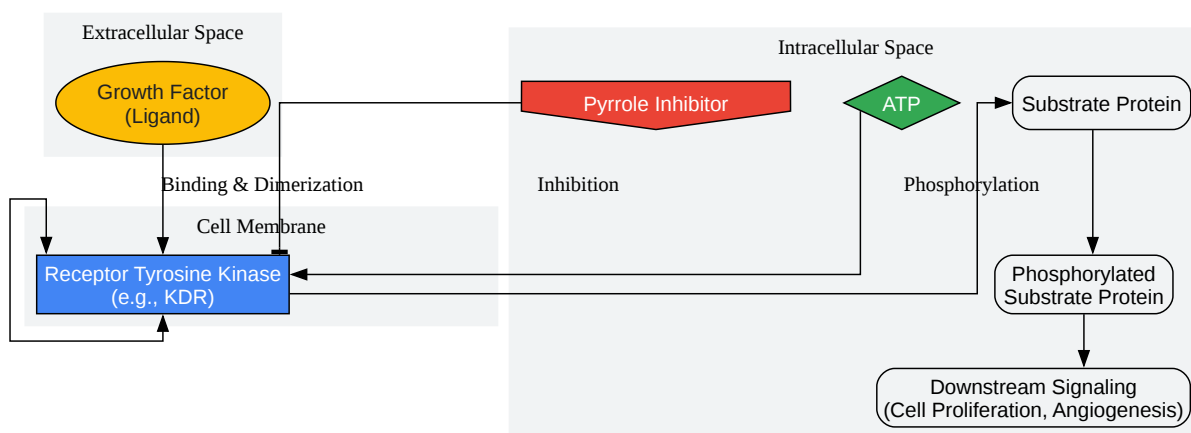 Extracellular Space
Intracellular Space
Growth Factor
(Ligand)
Pyrrole Inhibitor
ATP
Substrate Protein
Binding & Dimerization
Inhibition
Phosphorylation
Cell Membrane
Receptor Tyrosine Kinase
(e.g., KDR)
Phosphorylated
Substrate Protein
Downstream Signaling
(Cell Proliferation, Angiogenesis)